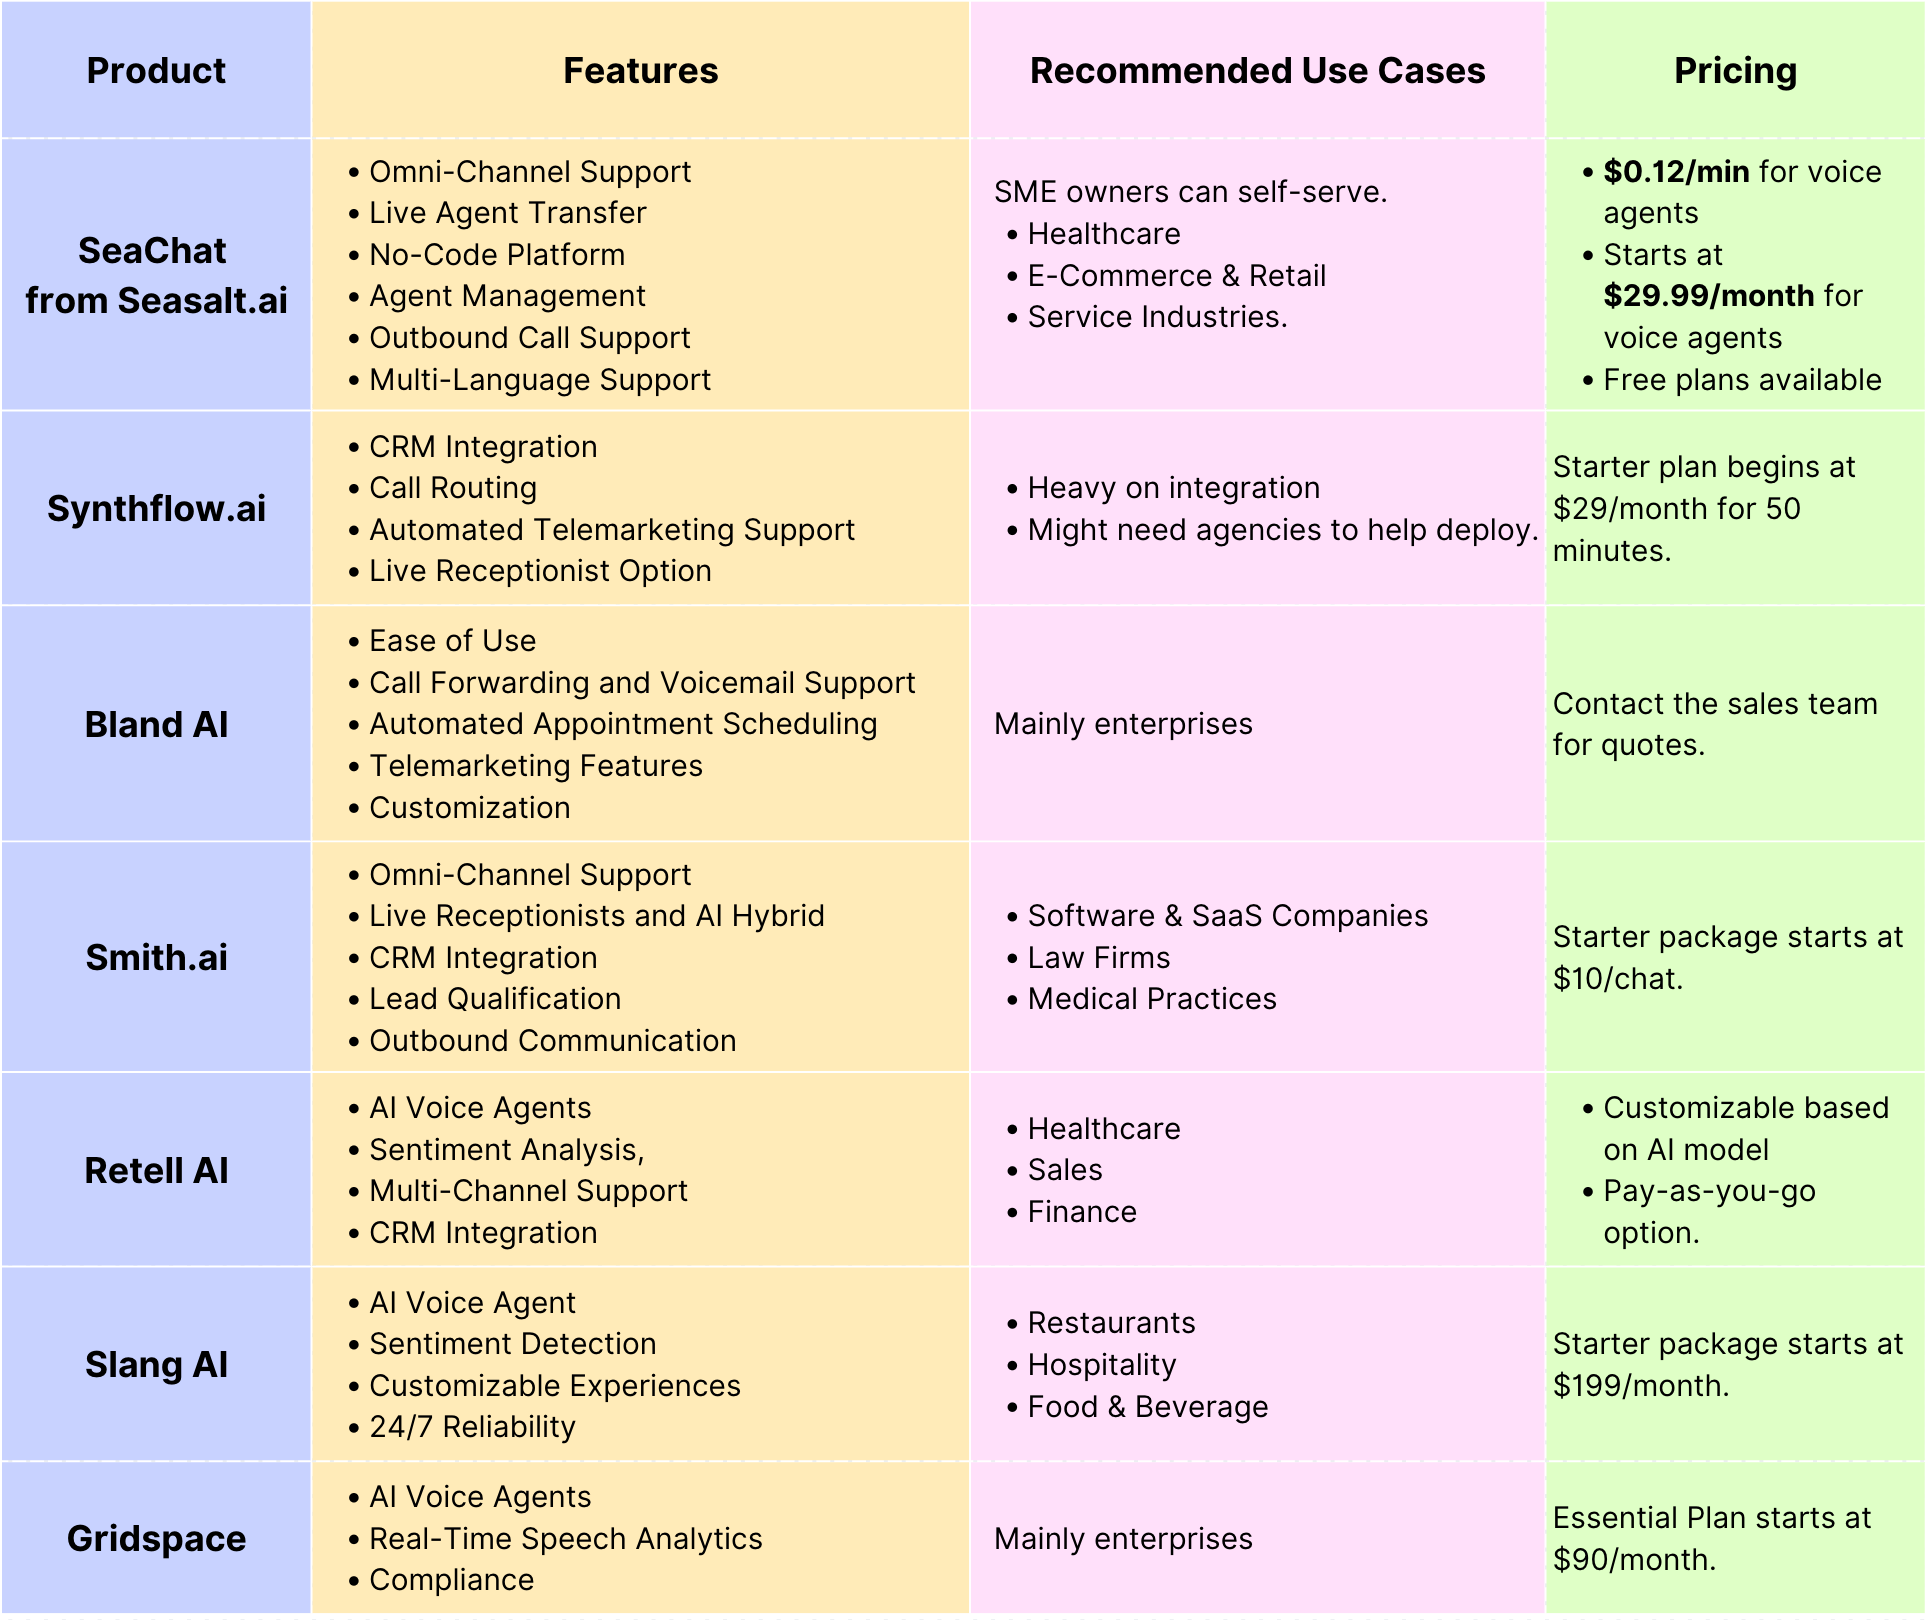 Product
Features
Recommended Use Cases
Pricing
SeaChat
from Seasalt.ai
• Omni-Channel Support
• Live Agent Transfer
• No-Code Platform
• Agent Management
• Outbound Call Support
• Multi-Language Support
SME owners can self-serve.
• Healthcare
• E-Commerce & Retail
• Service Industries.
• $0.12/min for voice
agents
• Starts at
$29.99/month for
voice agents
• Free plans available
Synthflow.ai
• CRM Integration
• Call Routing
• Automated Telemarketing Support
• Live Receptionist Option
• Heavy on integration
• Might need agencies to help deploy.
Starter plan begins at
$29/month for 50
minutes.
Bland AI
• Ease of Use
• Call Forwarding and Voicemail Support
• Automated Appointment Scheduling
• Telemarketing Features
• Customization
Mainly enterprises
Contact the sales team
for quotes.
Smith.ai
• Omni-Channel Support
• Live Receptionists and AI Hybrid
• CRM Integration
• Lead Qualification
• Outbound Communication
• Software & SaaS Companies
• Law Firms
• Medical Practices
Starter package starts at
$10/chat.
Retell AI
• AI Voice Agents
• Sentiment Analysis,
• Multi-Channel Support
• CRM Integration
• Healthcare
• Sales
• Finance
• Customizable based
on AI model
• Pay-as-you-go
option.
Slang AI
• AI Voice Agent
• Sentiment Detection
• Customizable Experiences
• 24/7 Reliability
• Restaurants
• Hospitality
• Food & Beverage
Starter package starts at
$199/month.
Gridspace
• AI Voice Agents
• Real-Time Speech Analytics
• Compliance
Mainly enterprises
Essential Plan starts at
$90/month.